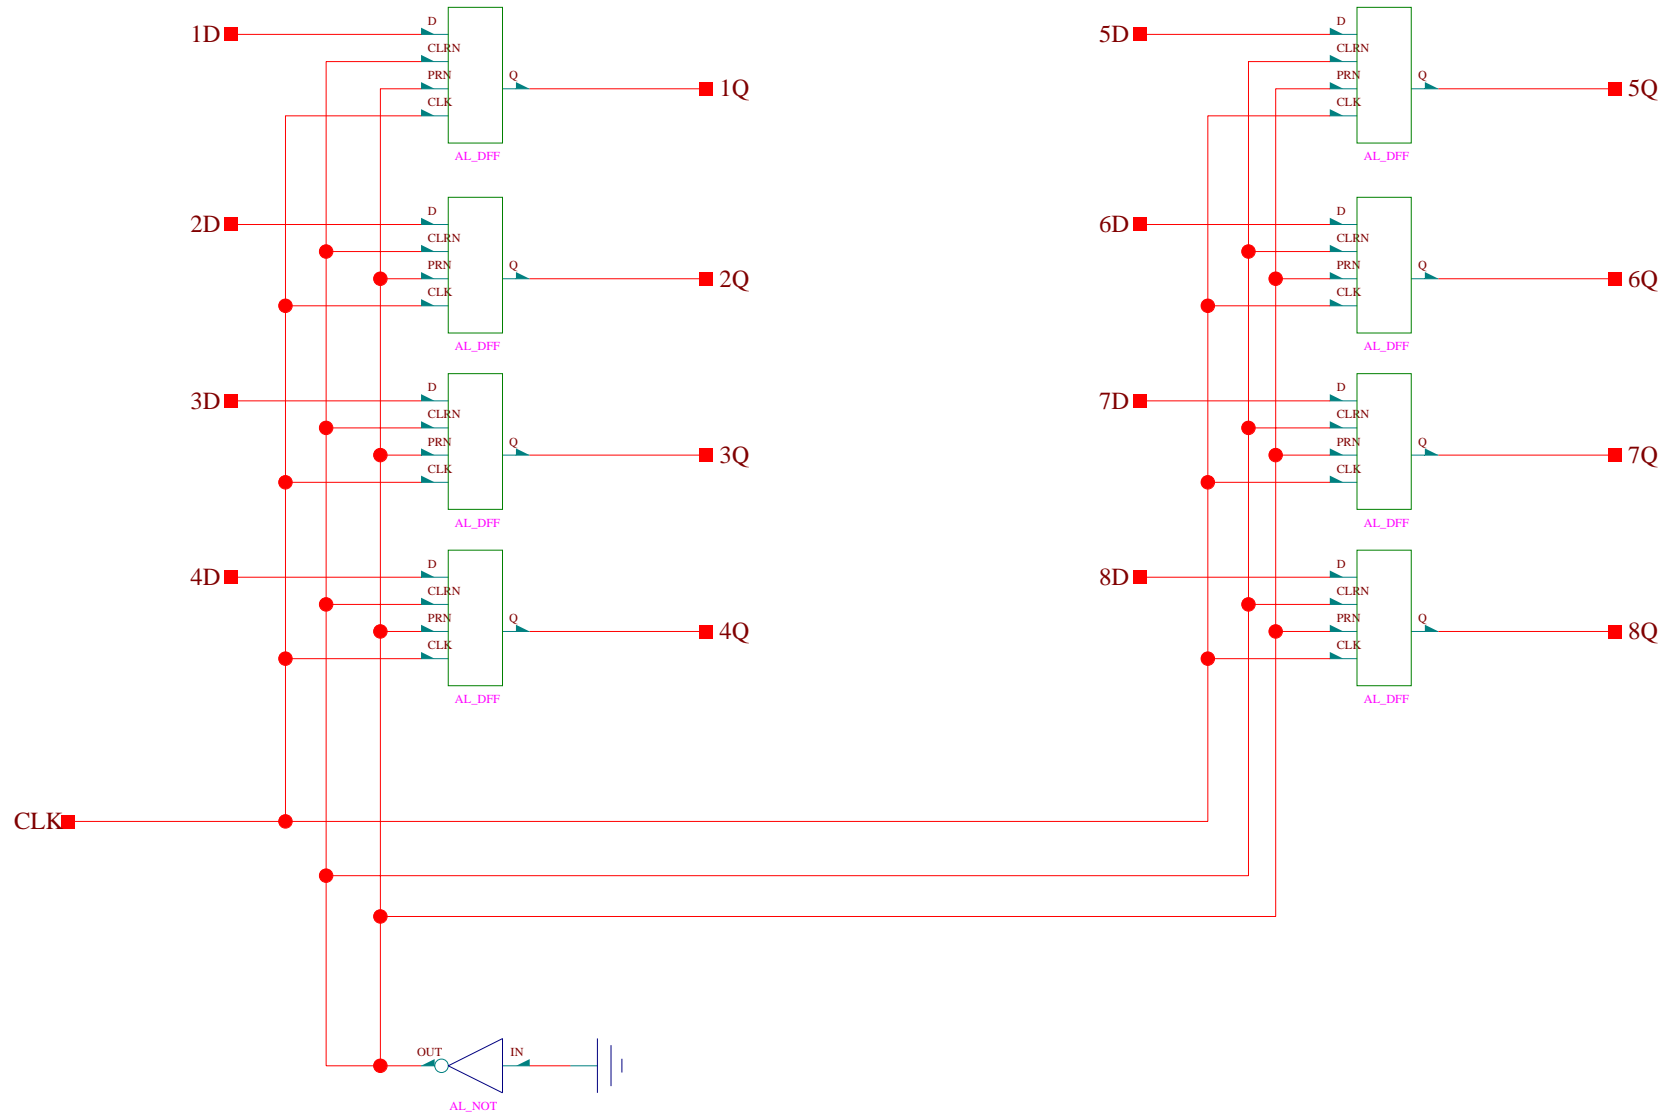 1D
D
CLRN
PRN
CLK
Q
1Q
AL_DFF
2D
D
CLRN
PRN
CLK
Q
2Q
AL_DFF
3D
D
CLRN
PRN
CLK
Q
3Q
AL_DFF
4D
D
CLRN
PRN
CLK
Q
4Q
AL_DFF
5D
D
CLRN
PRN
CLK
Q
5Q
AL_DFF
6D
D
CLRN
PRN
CLK
Q
6Q
AL_DFF
7D
D
CLRN
PRN
CLK
Q
7Q
AL_DFF
8D
D
CLRN
PRN
CLK
Q
8Q
AL_DFF
CLK
OUT
IN
AL_NOT